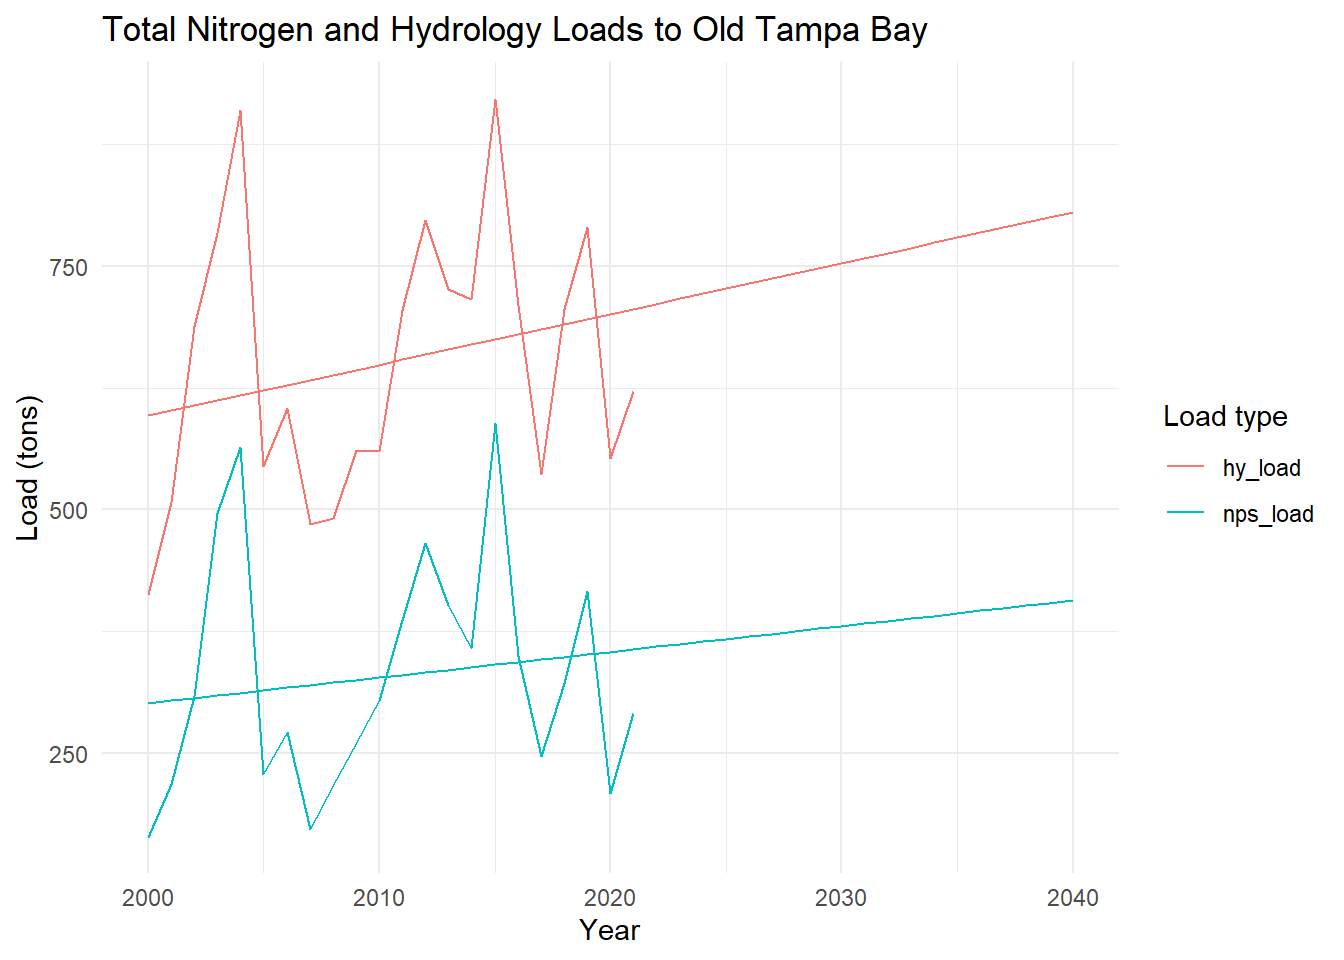 Total Nitrogen and Hydrology Loads to Old Tampa Bay
Load (tons)
750
500
250
2000 2010 2020 2030 2040
Year
Load type
hy_load
nps_load